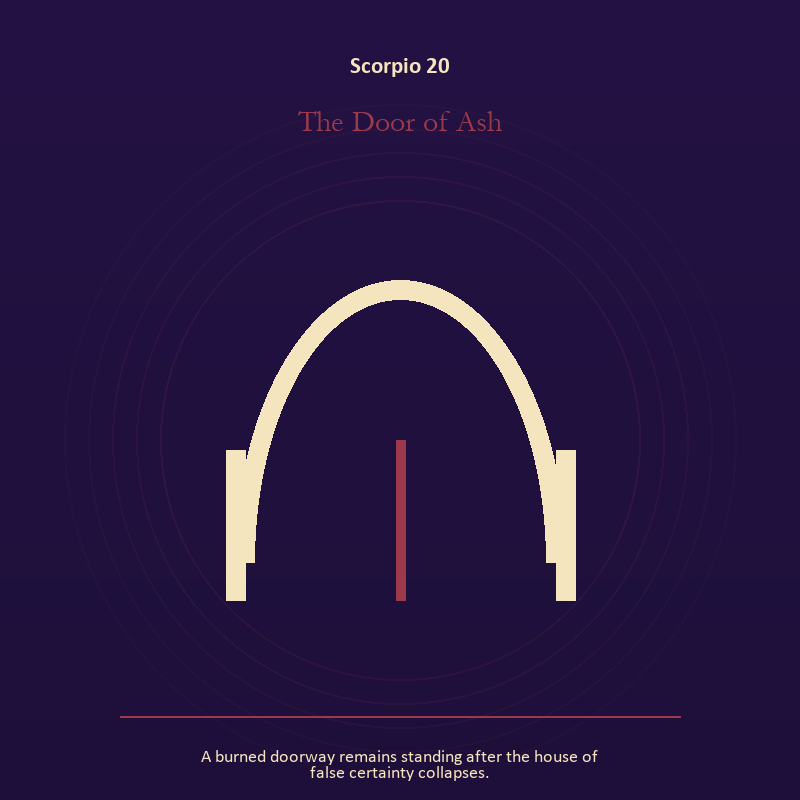 Scorpio 20
The Door of Ash
A burned doorway remains standing after the house of
false certainty collapses.